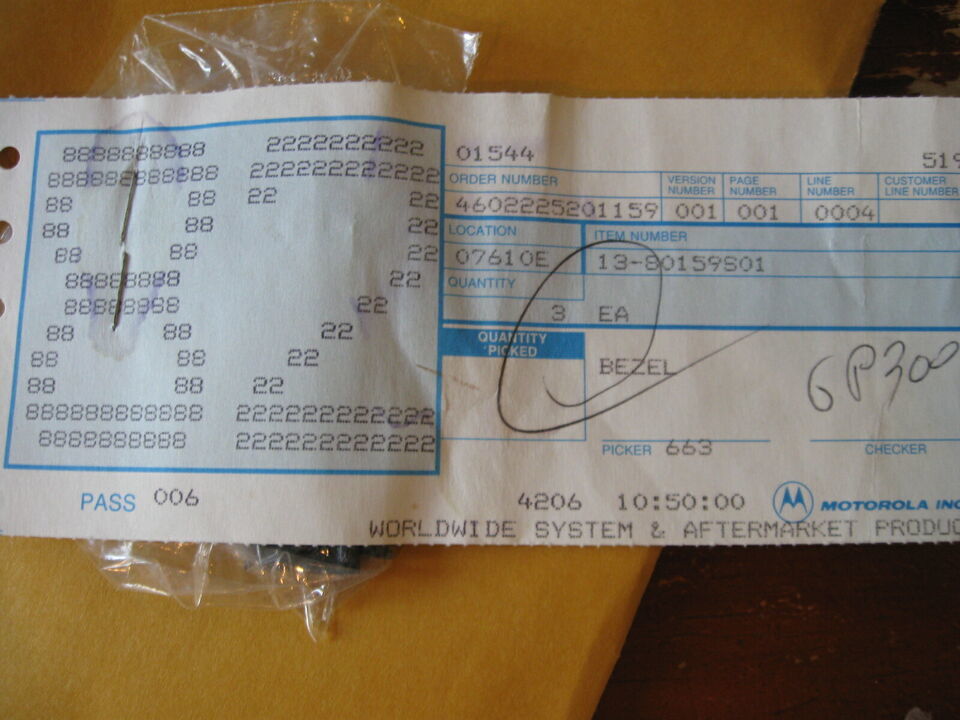 8888888888 22222222222
888888888888 222222222222
88 88 22 22
88 88 22
88 88 22
88888888 22
88888888 22
88 88 22
88 88 22
88 88 22
888888888888 222222222222
8888888888 222222222222
PASS 006
01544 519
ORDER NUMBER VERSION NUMBER PAGE NUMBER LINE NUMBER CUSTOMER LINE NUMBER
4602225201159 001 001 0004
LOCATION ITEM NUMBER
07610E 13-80159S01
QUANTITY
3 EA
QUANTITY PICKED
BEZEL GP300
PICKER 663 CHECKER
4206 10:50:00 MOTOROLA INC
WORLDWIDE SYSTEM & AFTERMARKET PRODUC